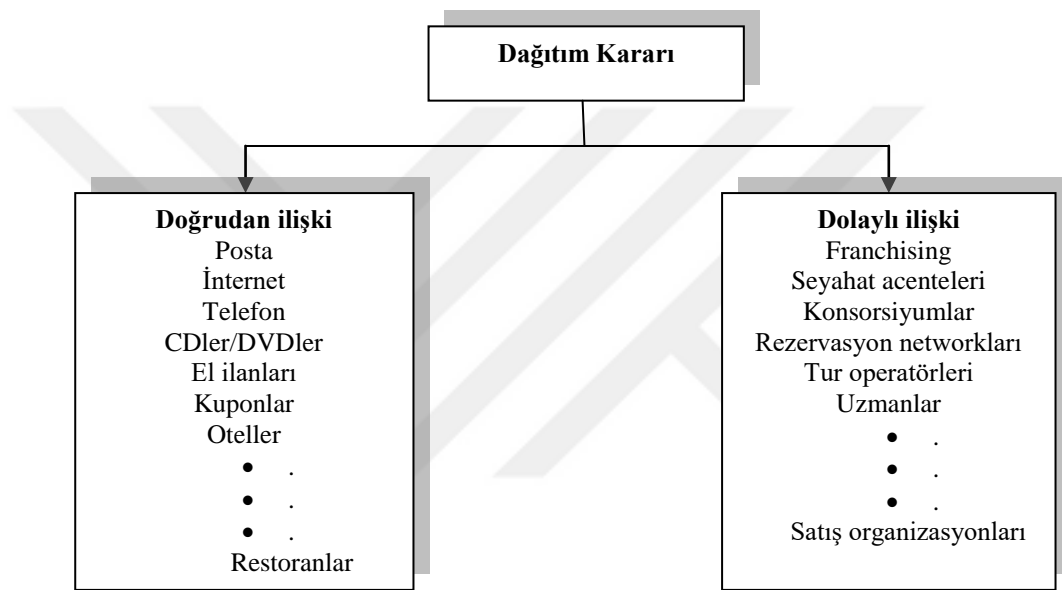 Dağıtım Kararı
Doğrudan ilişki
Posta
İnternet
Telefon
CDler/DVDler
El ilanları
Kuponlar
Oteller
• .
• .
• .
Restoranlar
Dolaylı ilişki
Franchising
Seyahat acenteleri
Konsorsiyumlar
Rezervasyon networkları
Tur operatörleri
Uzmanlar
• .
• .
• .
Satış organizasyonları